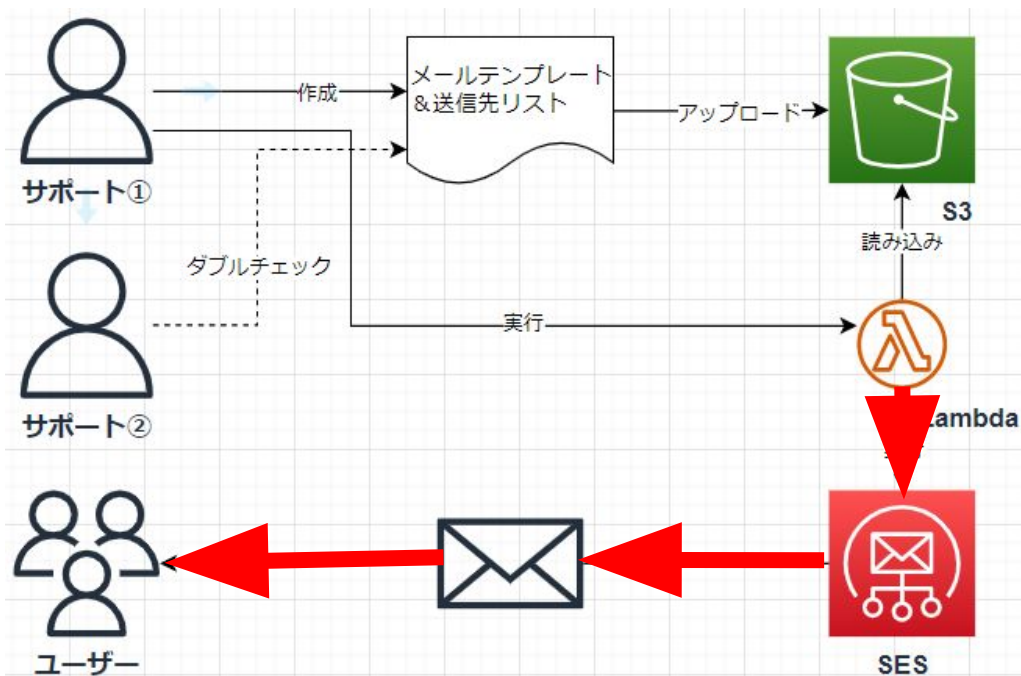 作成
メールテンプレート
&送信先リスト
アップロード
サポート①
S3
読み込み
ダブルチェック
実行
サポート②
Lambda
ユーザー
SES